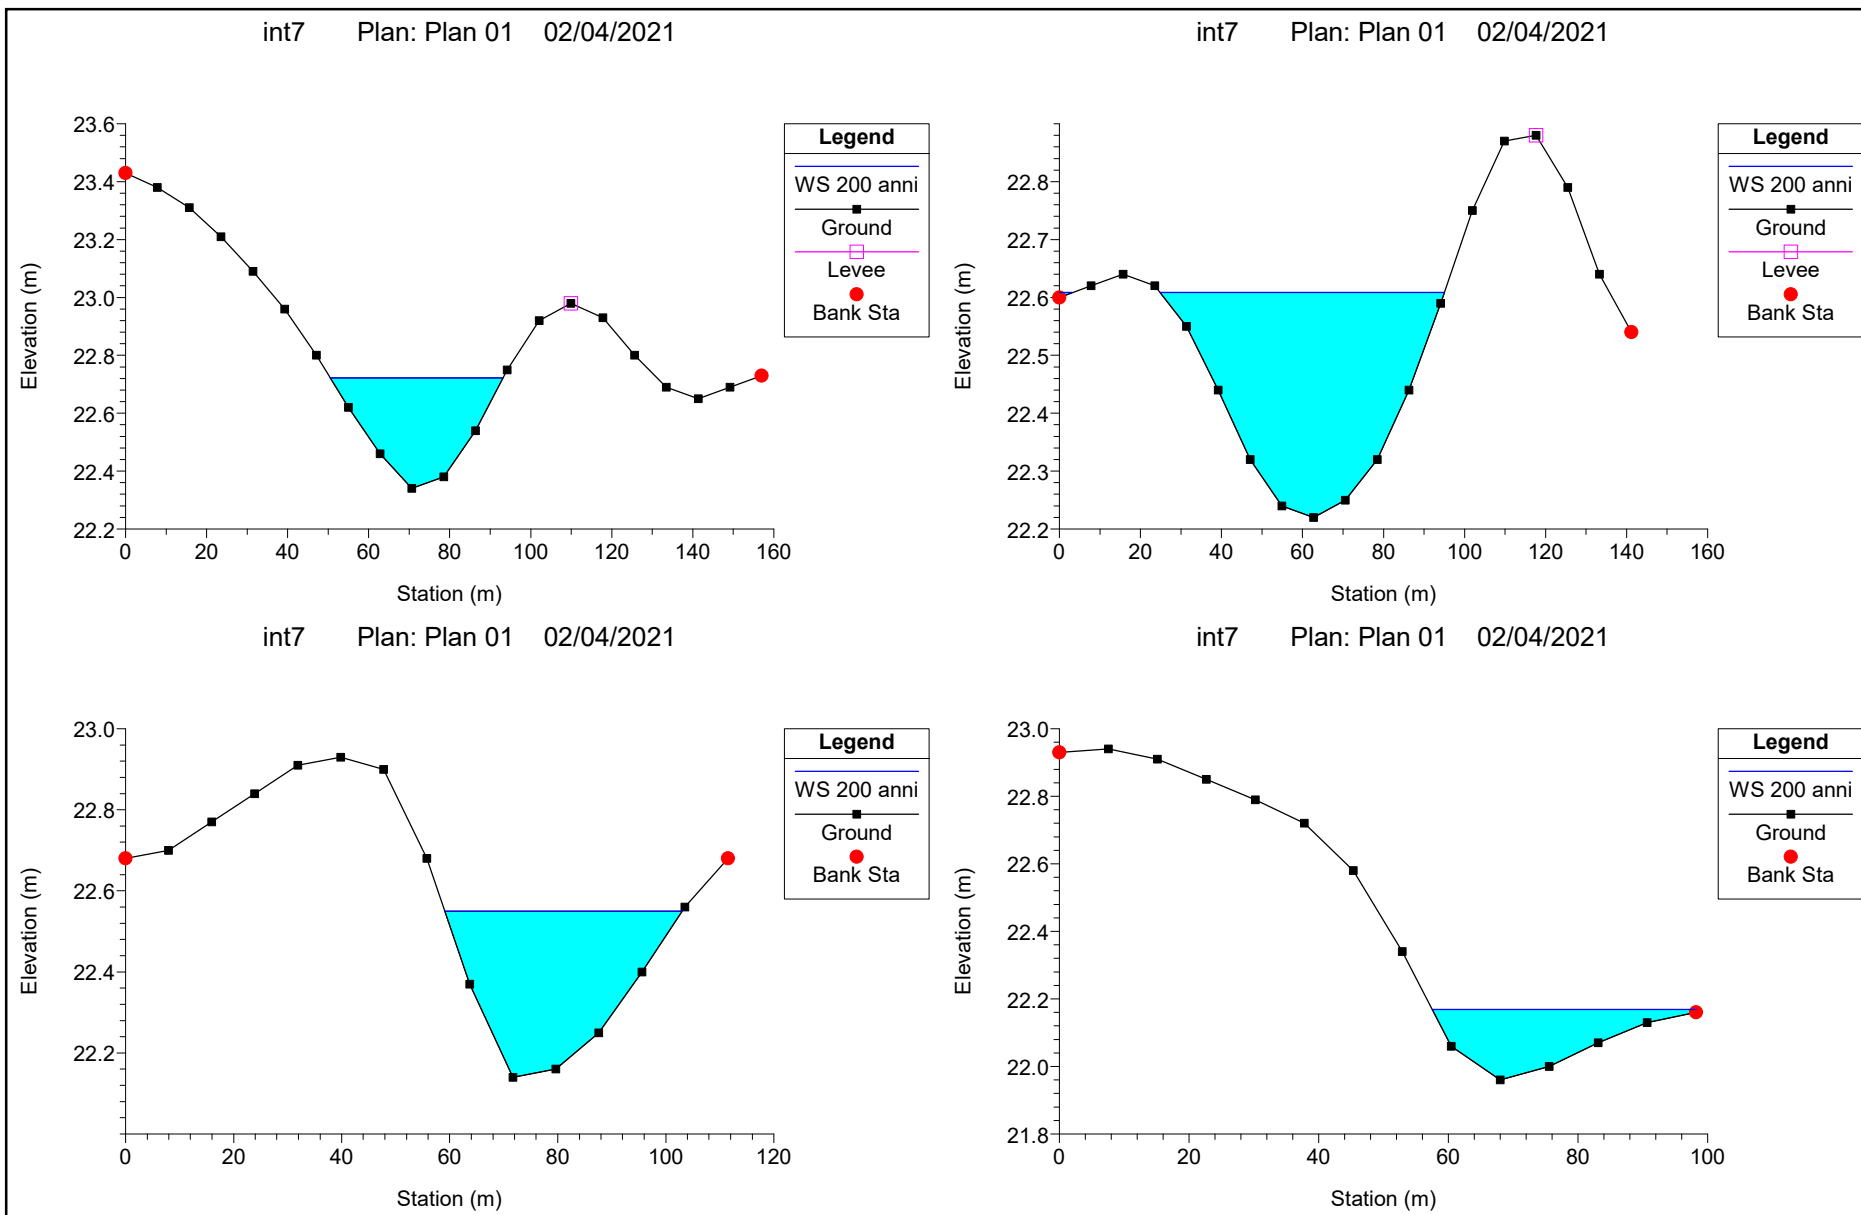 int7 Plan: Plan 01 02/04/2021
23.6
23.4
23.2
23.0
22.8
22.6
22.4
22.2
Elevation (m)
0 20 40 60 80 100 120 140 160
Station (m)
Legend
WS 200 anni
Ground
Levee
Bank Sta
int7 Plan: Plan 01 02/04/2021
22.8
22.7
22.6
22.5
22.4
22.3
22.2
Elevation (m)
0 20 40 60 80 100 120 140 160
Station (m)
Legend
WS 200 anni
Ground
Levee
Bank Sta
int7 Plan: Plan 01 02/04/2021
23.0
22.8
22.6
22.4
22.2
Elevation (m)
0 20 40 60 80 100 120
Station (m)
Legend
WS 200 anni
Ground
Bank Sta
int7 Plan: Plan 01 02/04/2021
23.0
22.8
22.6
22.4
22.2
22.0
21.8
Elevation (m)
0 20 40 60 80 100
Station (m)
Legend
WS 200 anni
Ground
Bank Sta